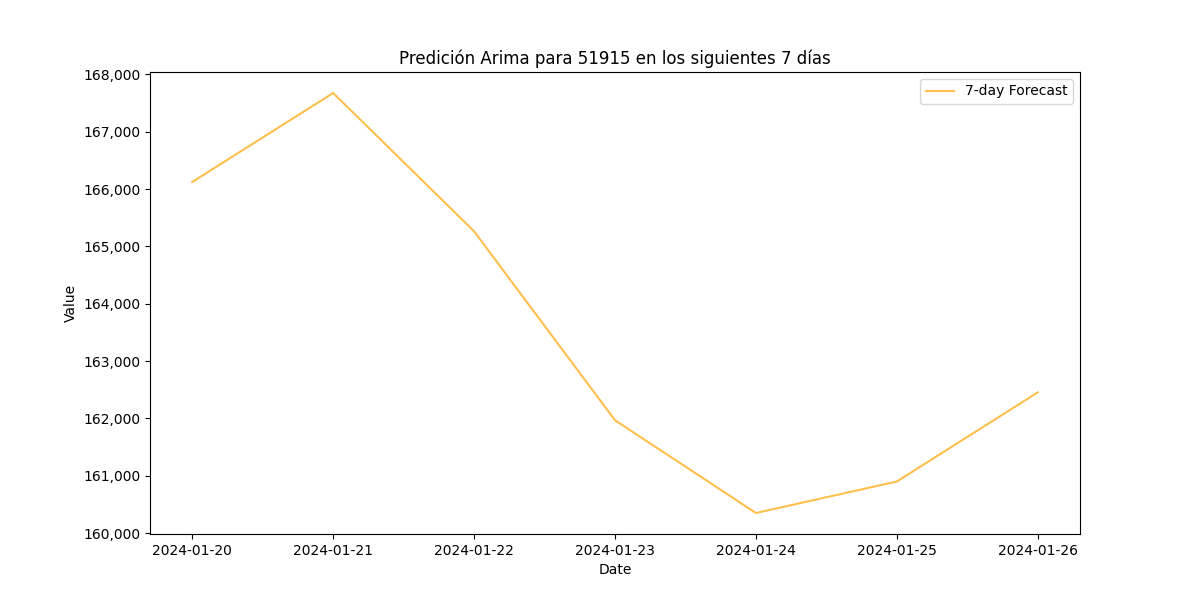 Predición Arima para 51915 en los siguientes 7 días
7-day Forecast
168,000
167,000
166,000
165,000
164,000
163,000
162,000
161,000
160,000
Value
2024-01-20 2024-01-21 2024-01-22 2024-01-23 2024-01-24 2024-01-25 2024-01-26
Date